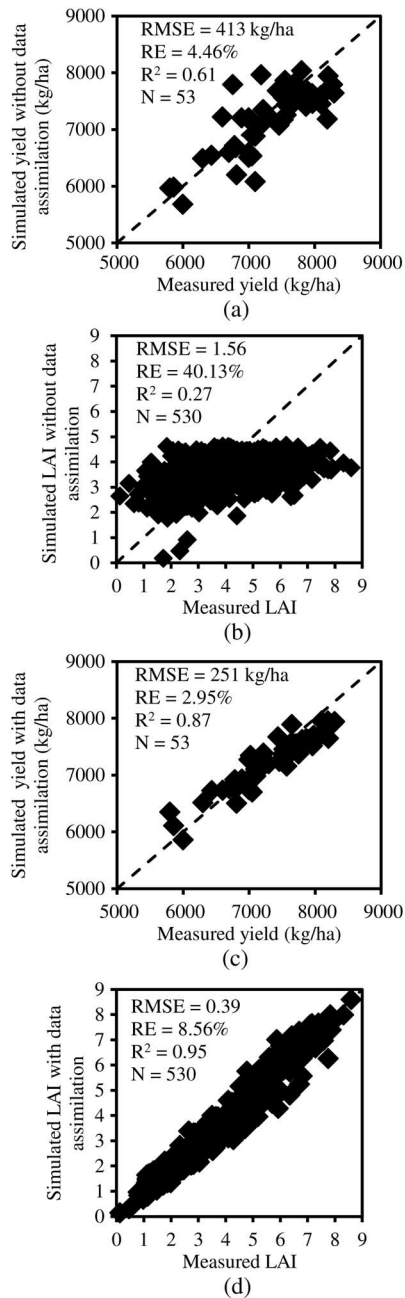 Simulated yield without data
assimilation (kg/ha)
9000
8000
7000
6000
5000
RMSE = 413 kg/ha
RE = 4.46%
R² = 0.61
N = 53
5000 6000 7000 8000 9000
Measured yield (kg/ha)
(a)
Simulated LAI without data
assimilation
9
8
7
6
5
4
3
2
1
0
RMSE = 1.56
RE = 40.13%
R² = 0.27
N = 530
0 1 2 3 4 5 6 7 8 9
Measured LAI
(b)
Simulated yield with data
assimilation (kg/ha)
9000
8000
7000
6000
5000
RMSE = 251 kg/ha
RE = 2.95%
R² = 0.87
N = 53
5000 6000 7000 8000 9000
Measured yield (kg/ha)
(c)
Simulated LAI with data
assimilation
9
8
7
6
5
4
3
2
1
0
RMSE = 0.39
RE = 8.56%
R² = 0.95
N = 530
0 1 2 3 4 5 6 7 8 9
Measured LAI
(d)